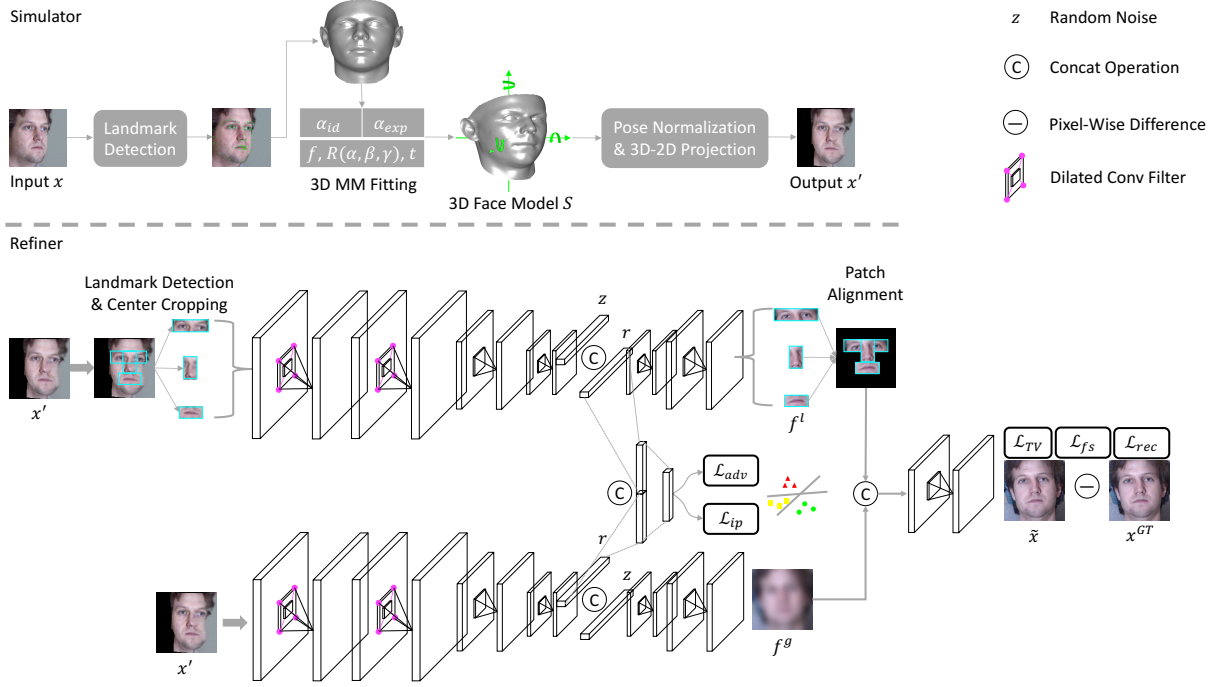 Simulator
z Random Noise
C Concat Operation
Pixel-Wise Difference
Dilated Conv Filter
Landmark
Detection
α_id α_exp
f, R(α, β, γ), t
Pose Normalization
& 3D-2D Projection
Input x
3D MM Fitting
3D Face Model S
Output x′
Refiner
Landmark Detection
& Center Cropping
Patch
Alignment
z
r
C
x′
f^l
ℒ_TV ℒ_fs ℒ_rec
ℒ_adv
C
ℒ_ip
C
x̃ x^GT
r
z
C
x′
f^g